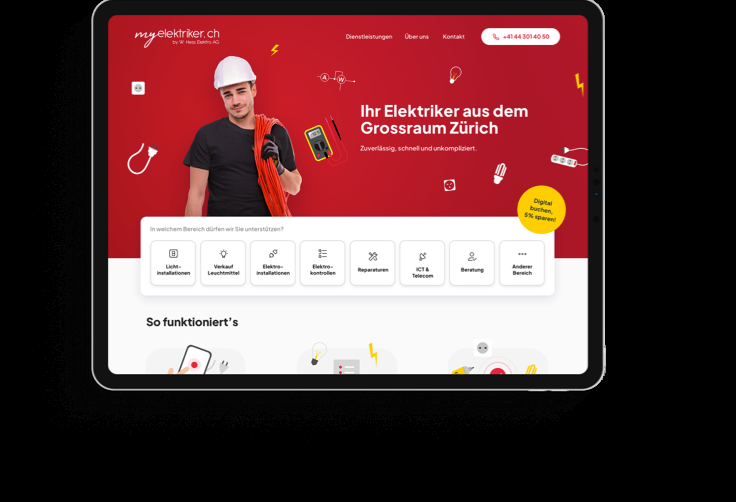 myelektriker.ch
by W. Hess Elektro AG
Dienstleistungen
Über uns
Kontakt
+41 44 301 40 50
A
W
Ihr Elektriker aus dem
Grossraum Zürich
Zuverlässig, schnell und unkompliziert.
Digital
buchen,
5% sparen!
In welchem Bereich dürfen wir Sie unterstützen?
Licht-
installationen
Verkauf
Leuchtmittel
Elektro-
installationen
Elektro-
kontrollen
Reparaturen
ICT &
Telecom
Beratung
Anderer
Bereich
So funktioniert’s